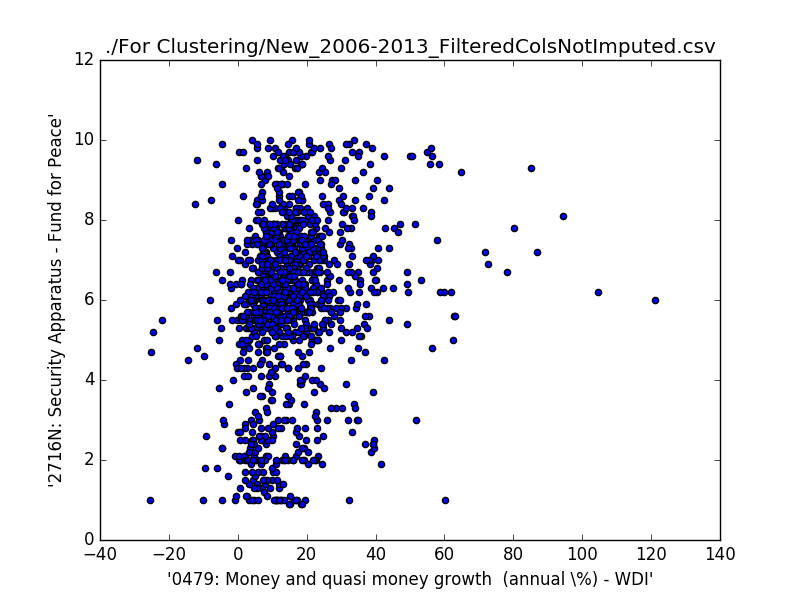 ./For Clustering/New_2006-2013_FilteredColsNotImputed.csv
12
10
8
6
4
2
0
'2716N: Security Apparatus - Fund for Peace'
−40 −20 0 20 40 60 80 100 120 140
'0479: Money and quasi money growth  (annual \%) - WDI'